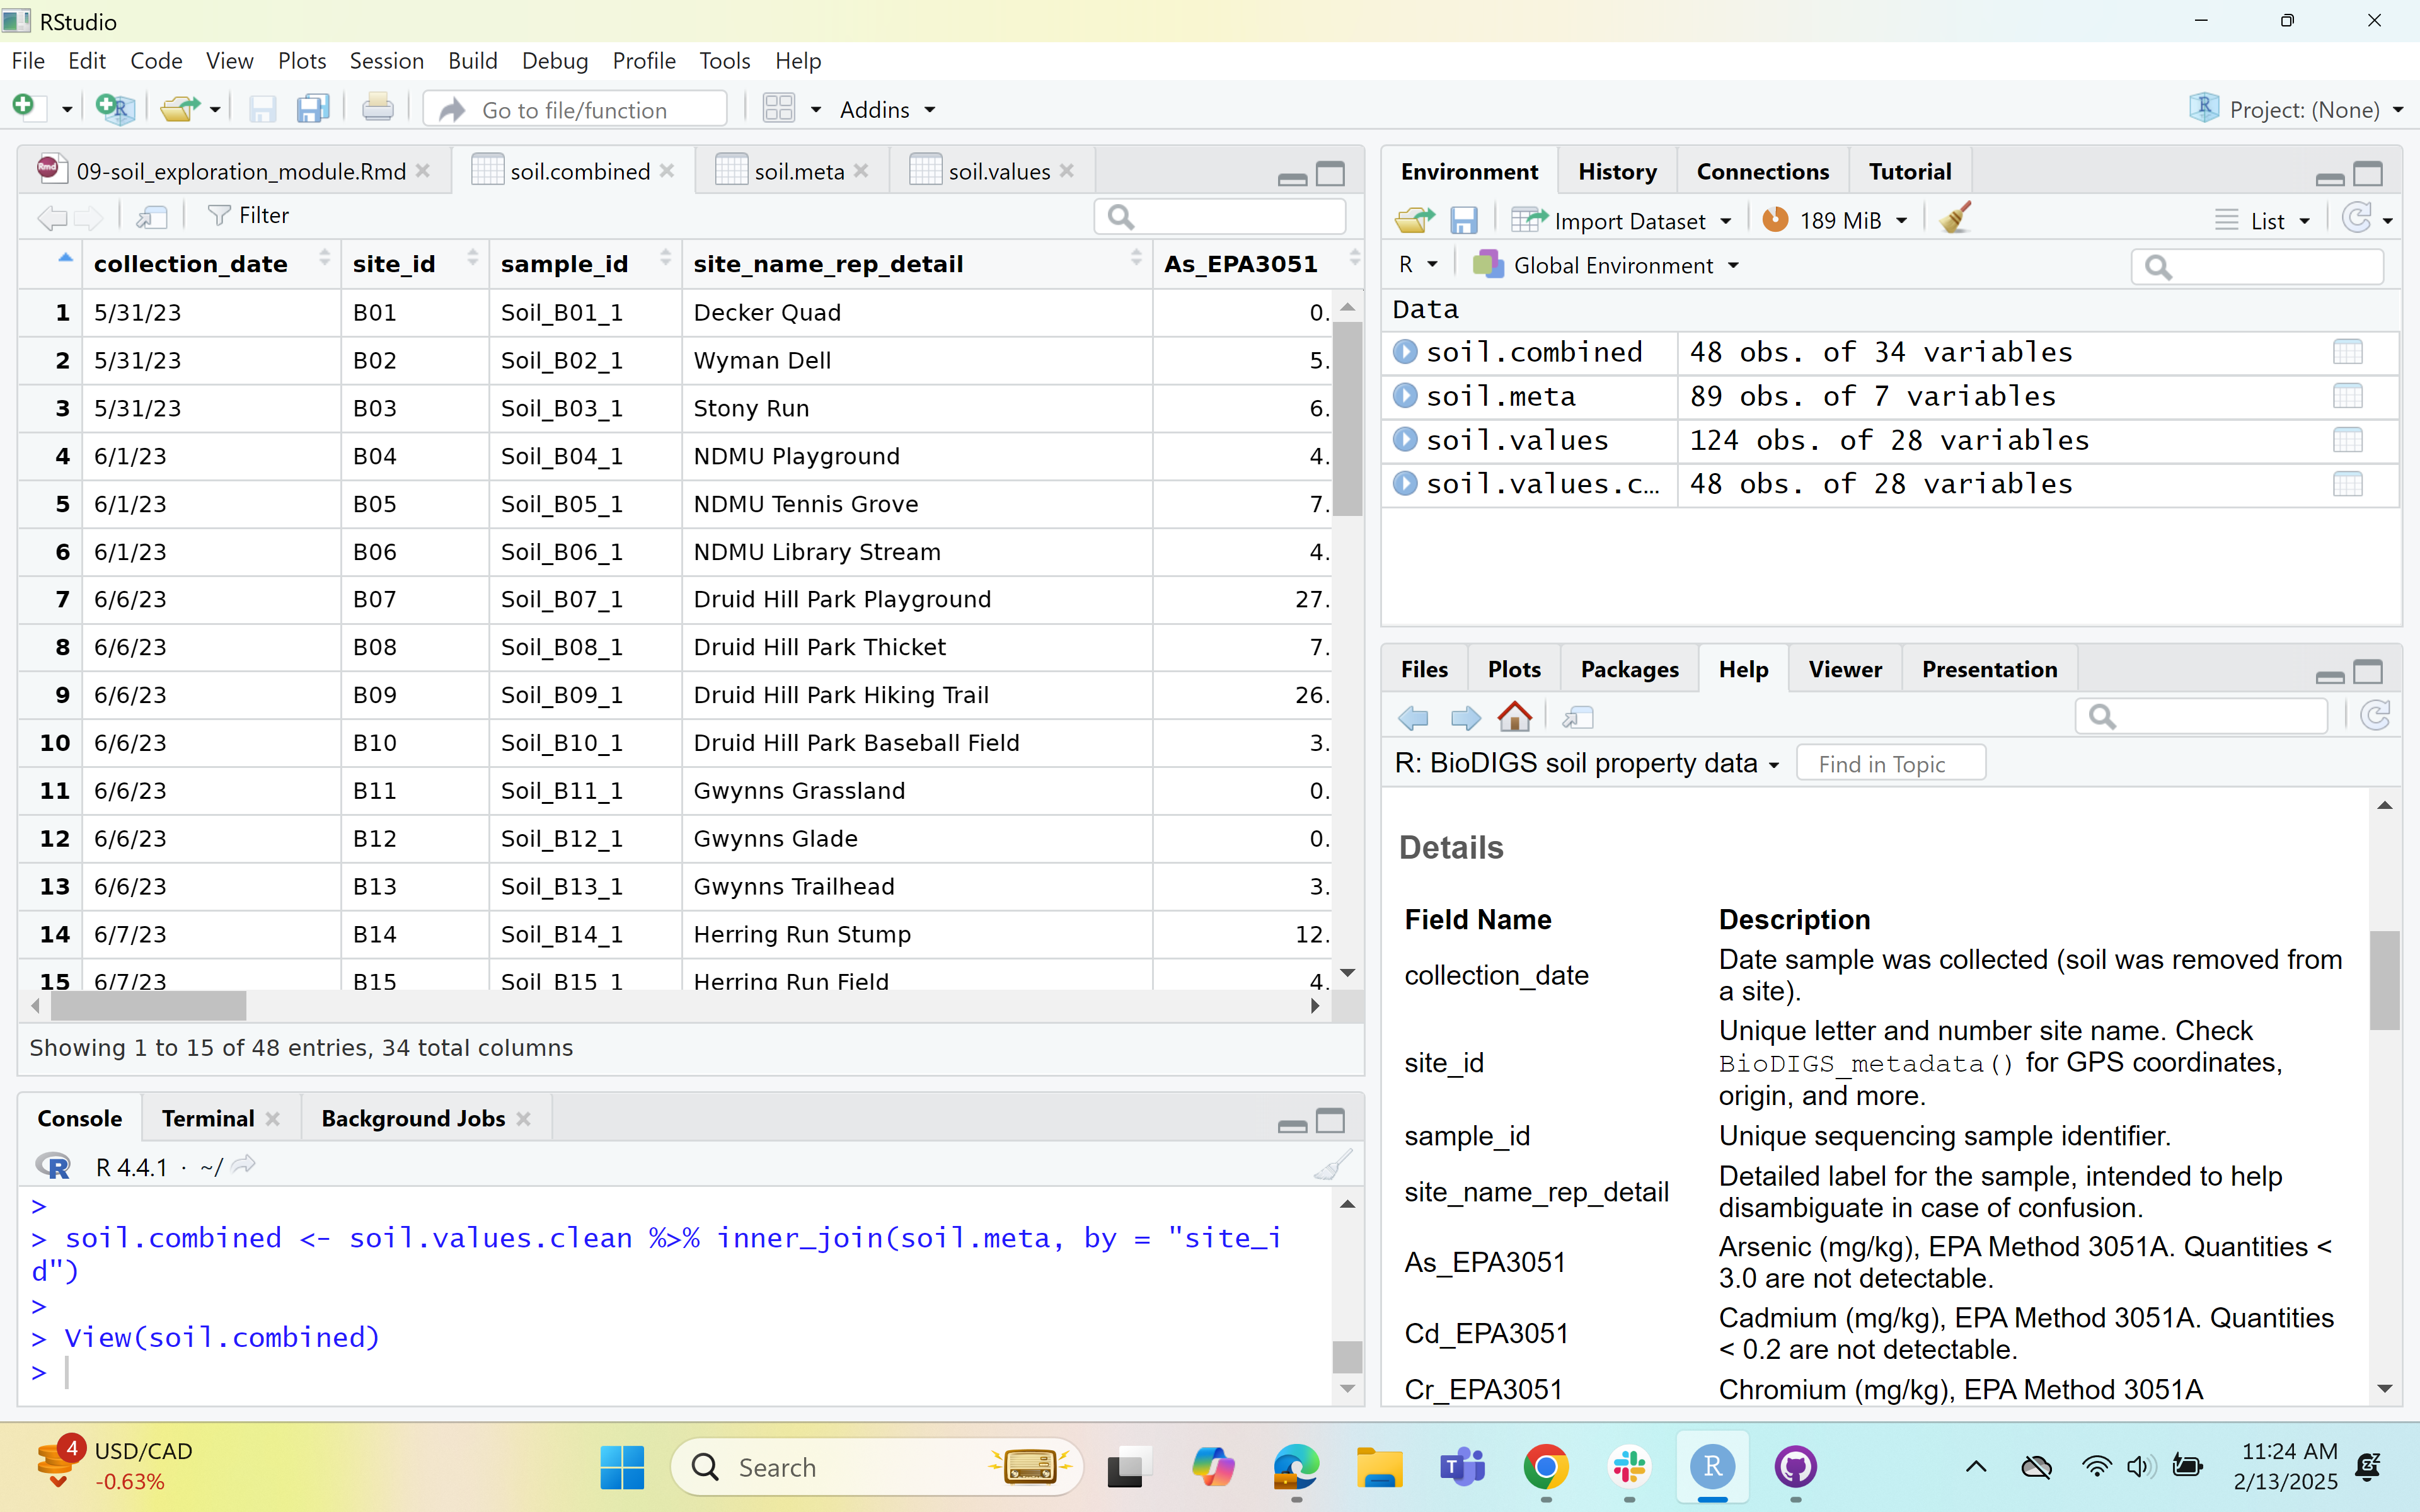 RStudio
File Edit Code View Plots Session Build Debug Profile Tools Help
Go to file/function Addins Project: (None)
09-soil_exploration_module.Rmd soil.combined soil.meta soil.values
Filter
collection_date site_id sample_id site_name_rep_detail As_EPA3051
1 5/31/23 B01 Soil_B01_1 Decker Quad 0.
2 5/31/23 B02 Soil_B02_1 Wyman Dell 5.
3 5/31/23 B03 Soil_B03_1 Stony Run 6.
4 6/1/23 B04 Soil_B04_1 NDMU Playground 4.
5 6/1/23 B05 Soil_B05_1 NDMU Tennis Grove 7.
6 6/1/23 B06 Soil_B06_1 NDMU Library Stream 4.
7 6/6/23 B07 Soil_B07_1 Druid Hill Park Playground 27.
8 6/6/23 B08 Soil_B08_1 Druid Hill Park Thicket 7.
9 6/6/23 B09 Soil_B09_1 Druid Hill Park Hiking Trail 26.
10 6/6/23 B10 Soil_B10_1 Druid Hill Park Baseball Field 3.
11 6/6/23 B11 Soil_B11_1 Gwynns Grassland 0.
12 6/6/23 B12 Soil_B12_1 Gwynns Glade 0.
13 6/6/23 B13 Soil_B13_1 Gwynns Trailhead 3.
14 6/7/23 B14 Soil_B14_1 Herring Run Stump 12.
15 6/7/23 B15 Soil_B15_1 Herring Run Field 4.
Showing 1 to 15 of 48 entries, 34 total columns
Console Terminal Background Jobs
R R 4.4.1 · ~/
>
> soil.combined <- soil.values.clean %>% inner_join(soil.meta, by = "site_i
d")
>
> View(soil.combined)
>
Environment History Connections Tutorial
Import Dataset 189 MiB List
R Global Environment
Data
soil.combined 48 obs. of 34 variables
soil.meta 89 obs. of 7 variables
soil.values 124 obs. of 28 variables
soil.values.c… 48 obs. of 28 variables
Files Plots Packages Help Viewer Presentation
R: BioDIGS soil property data Find in Topic
Details
Field Name Description
collection_date Date sample was collected (soil was removed from
a site).
site_id Unique letter and number site name. Check
BioDIGS_metadata() for GPS coordinates,
origin, and more.
sample_id Unique sequencing sample identifier.
site_name_rep_detail Detailed label for the sample, intended to help
disambiguate in case of confusion.
As_EPA3051 Arsenic (mg/kg), EPA Method 3051A. Quantities <
3.0 are not detectable.
Cd_EPA3051 Cadmium (mg/kg), EPA Method 3051A. Quantities
< 0.2 are not detectable.
Cr_EPA3051 Chromium (mg/kg), EPA Method 3051A
4 USD/CAD
-0.63%
Search
T
R
11:24 AM
2/13/2025